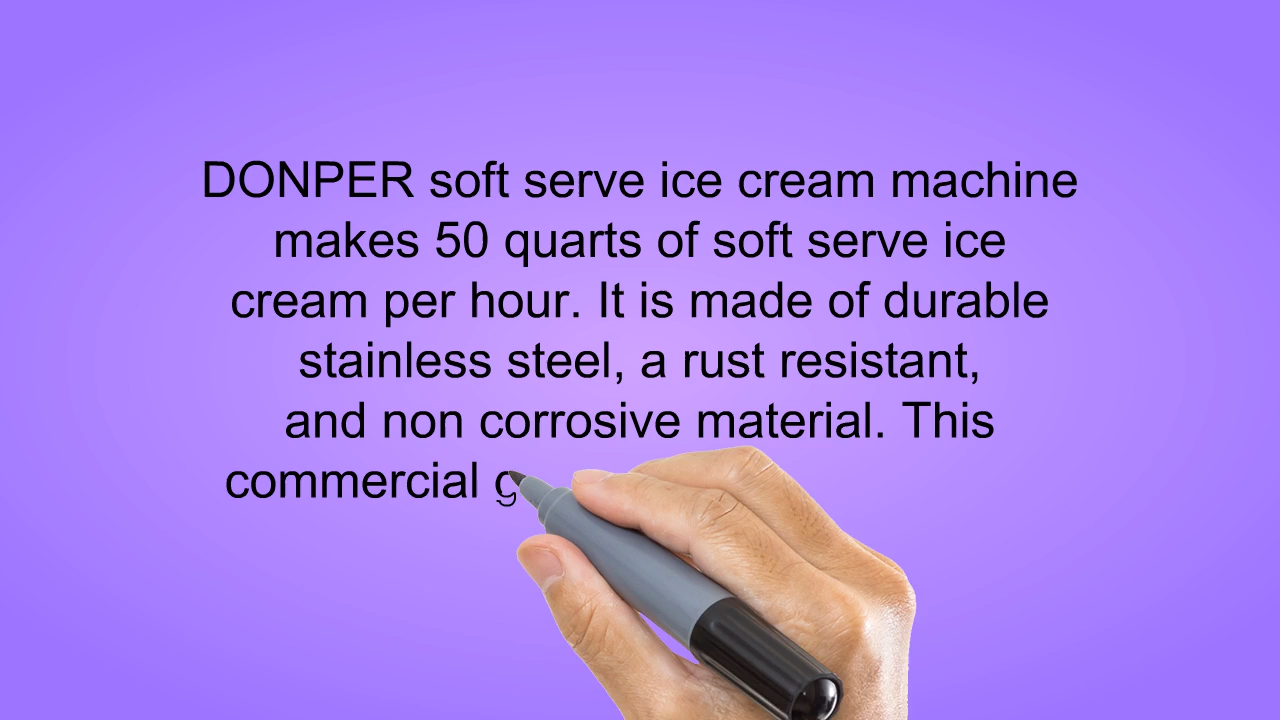 DONPER soft serve ice cream machine
makes 50 quarts of soft serve ice
cream per hour. It is made of durable
stainless steel, a rust resistant,
and non corrosive material. This
commercial